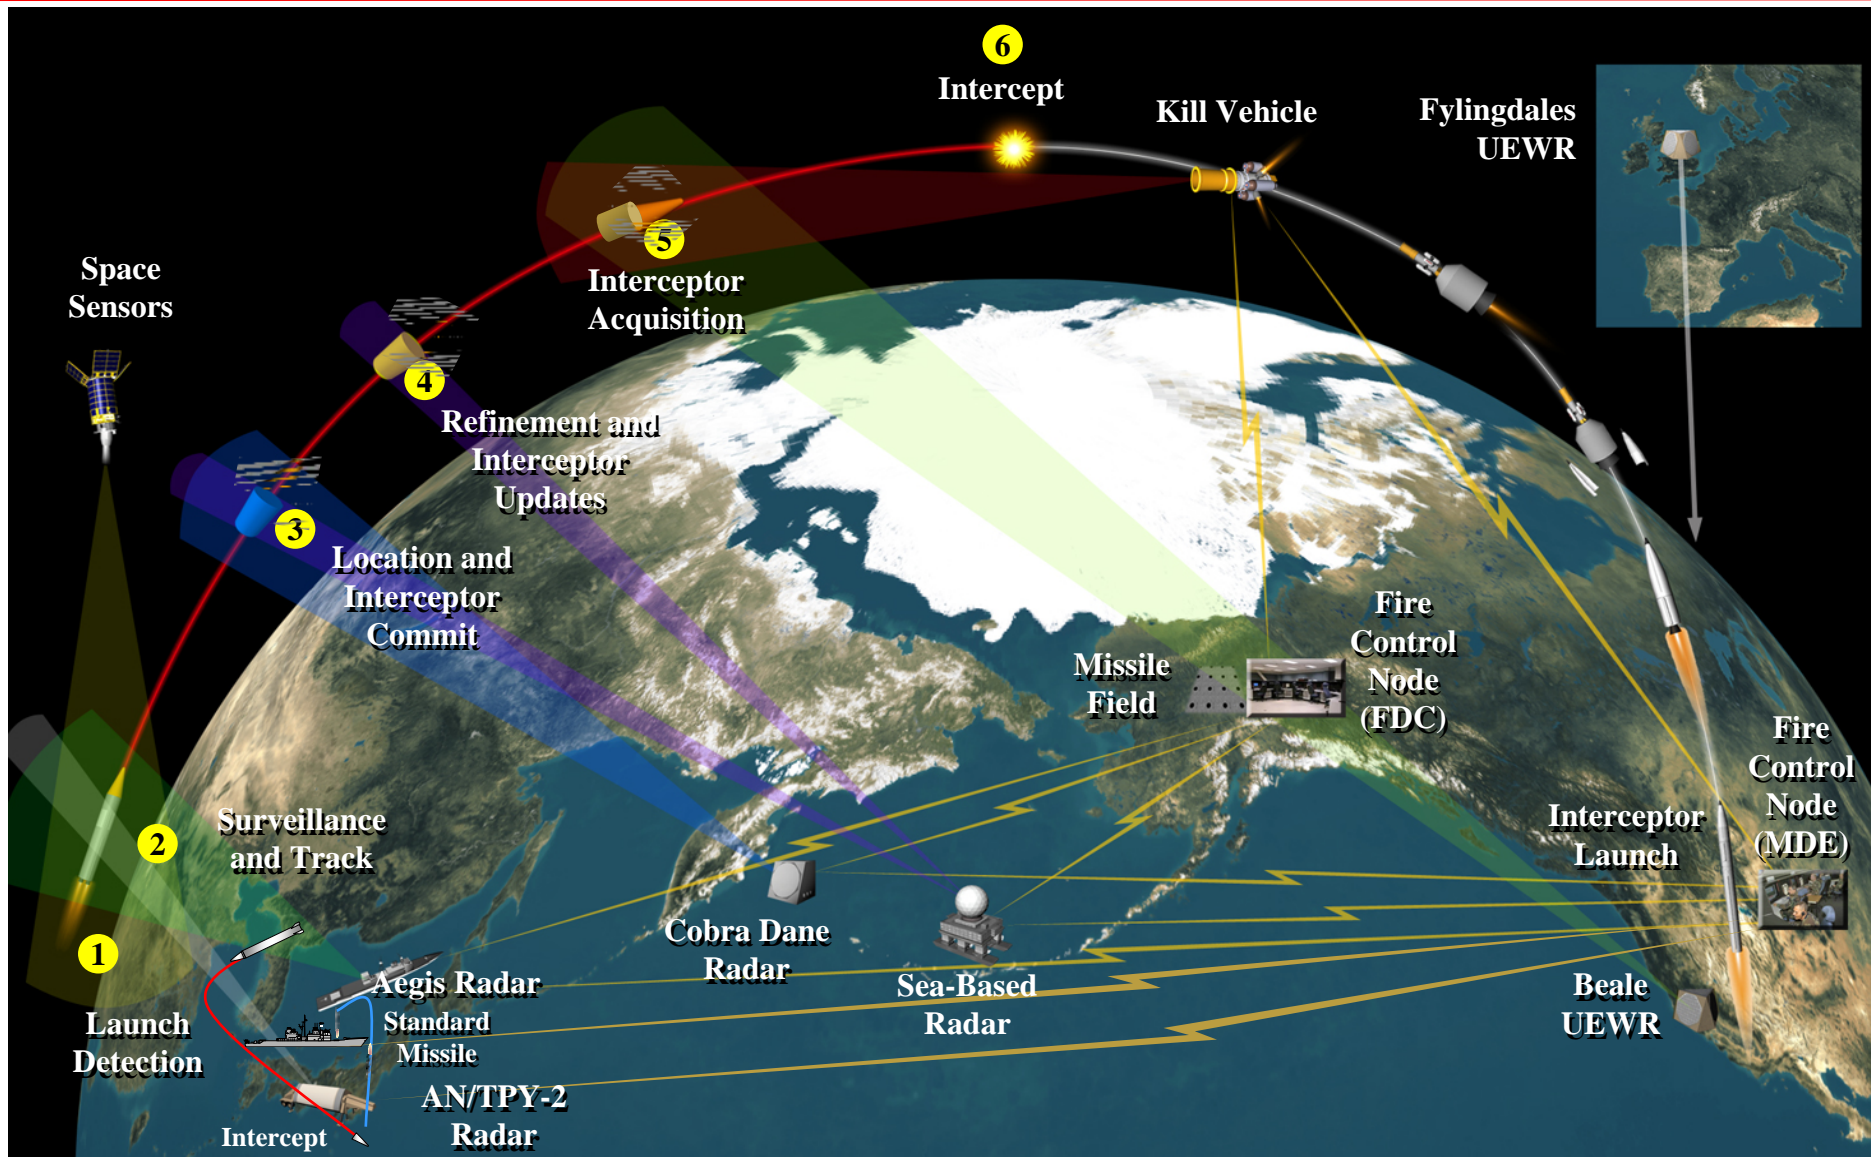 6
Intercept
Kill Vehicle
Fylingdales
UEWR
Space
Sensors
5
Interceptor
Acquisition
4
Refinement and
Interceptor
Updates
3
Location and
Interceptor
Commit
Missile
Field
Fire
Control
Node
(FDC)
Fire
Control
Node
(MDE)
Interceptor
Launch
2
Surveillance
and Track
1
Launch
Detection
Aegis Radar
Standard
Missile
AN/TPY-2
Radar
Intercept
Cobra Dane
Radar
Sea-Based
Radar
Beale
UEWR